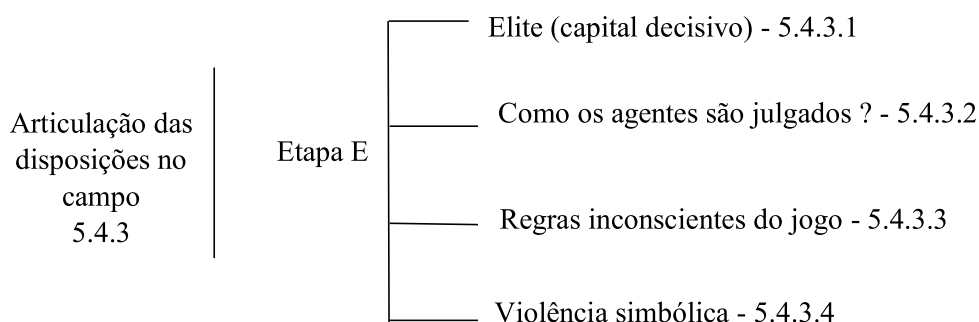 Articulação das
disposições no
campo
5.4.3
Etapa E
Elite (capital decisivo) - 5.4.3.1
Como os agentes são julgados ? - 5.4.3.2
Regras inconscientes do jogo - 5.4.3.3
Violência simbólica - 5.4.3.4